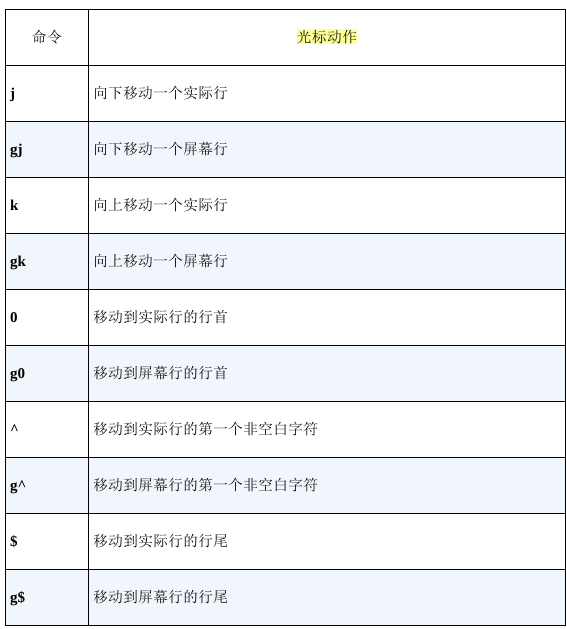 命令 光标动作
j 向下移动一个实际行
gj 向下移动一个屏幕行
k 向上移动一个实际行
gk 向上移动一个屏幕行
0 移动到实际行的行首
g0 移动到屏幕行的行首
^ 移动到实际行的第一个非空白字符
g^ 移动到屏幕行的第一个非空白字符
$ 移动到实际行的行尾
g$ 移动到屏幕行的行尾